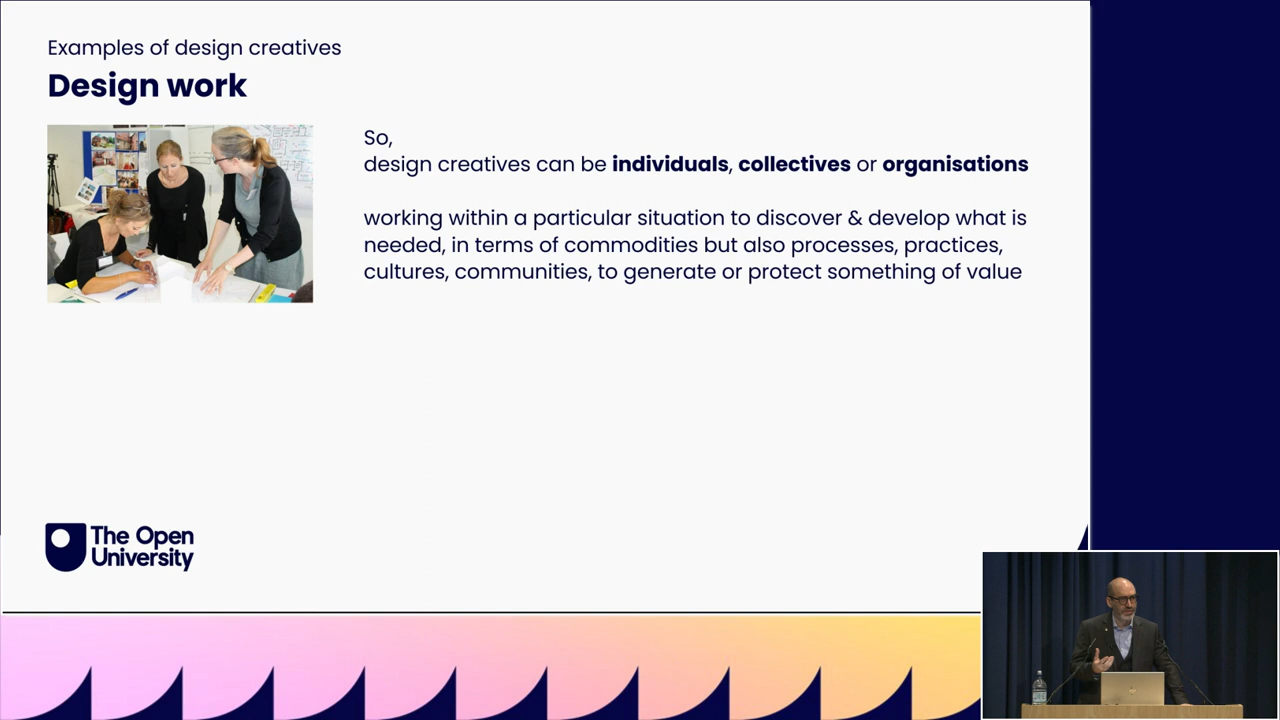 Examples of design creatives
Design work
So,
design creatives can be individuals, collectives or organisations
working within a particular situation to discover & develop what is
needed, in terms of commodities but also processes, practices,
cultures, communities, to generate or protect something of value
The Open
University